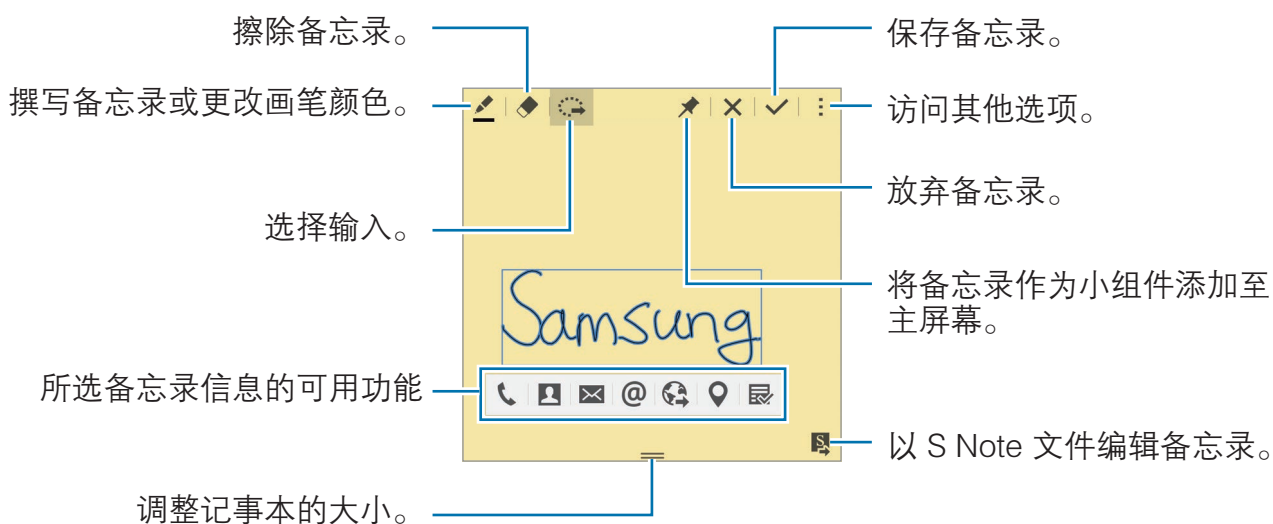 擦除备忘录。
保存备忘录。
撰写备忘录或更改画笔颜色。
访问其他选项。
放弃备忘录。
选择输入。
将备忘录作为小组件添加至
主屏幕。
Samsung
所选备忘录信息的可用功能
以 S Note 文件编辑备忘录。
调整记事本的大小。